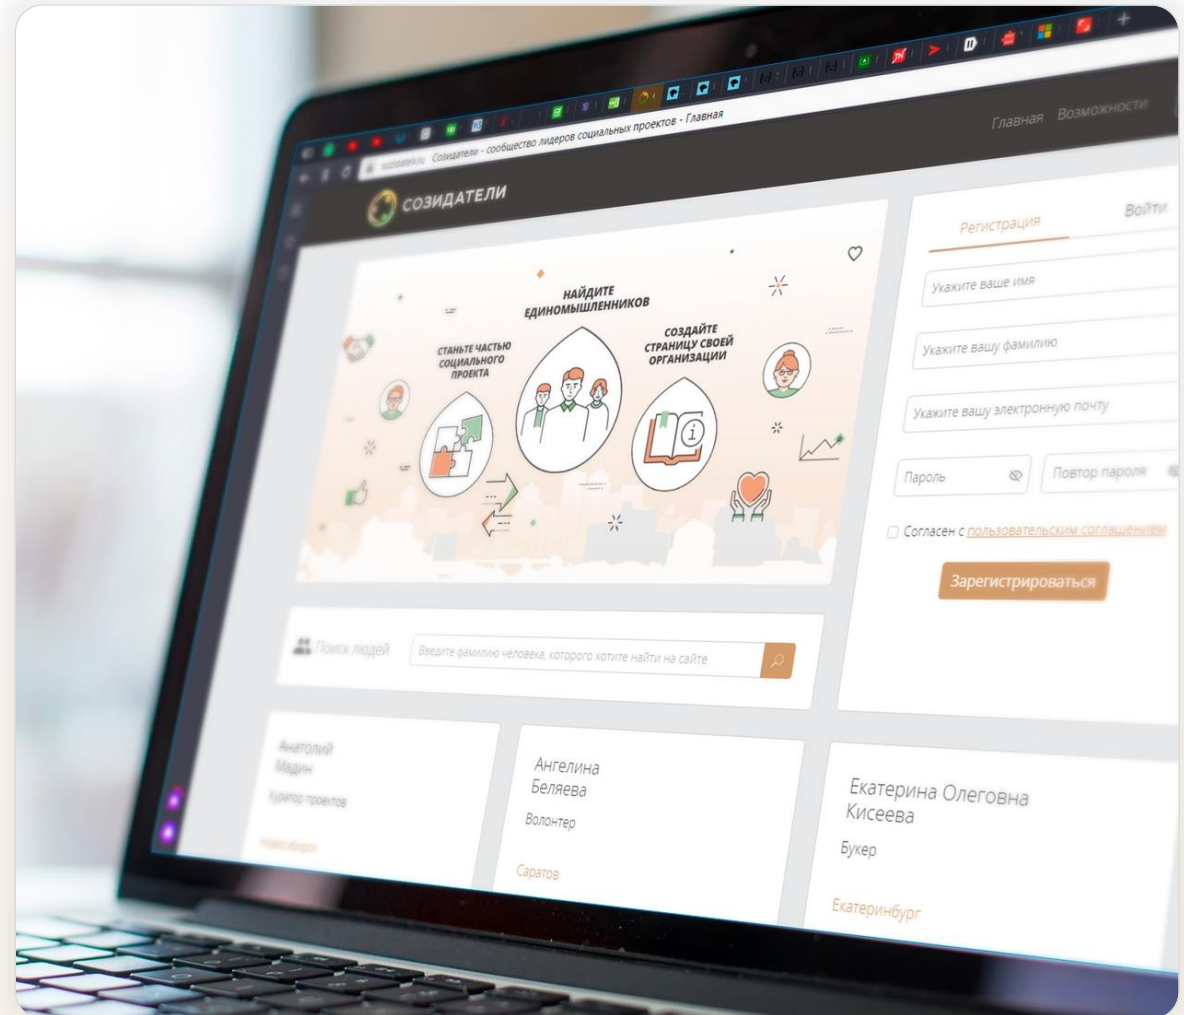 sozidateli.ru Созидатели - сообщество лидеров социальных проектов - Главная
СОЗИДАТЕЛИ
Главная Возможности
НАЙДИТЕ
ЕДИНОМЫШЛЕННИКОВ
СТАНЬТЕ ЧАСТЬЮ
СОЦИАЛЬНОГО
ПРОЕКТА
СОЗДАЙТЕ
СТРАНИЦУ СВОЕЙ
ОРГАНИЗАЦИИ
i
Регистрация Войти
Укажите ваше имя
Укажите вашу фамилию
Укажите вашу электронную почту
Пароль Повтор пароля
Согласен с пользовательским соглашением
Зарегистрироваться
Поиск людей Введите фамилию человека, которого хотите найти на сайте
Анатолий
Мадин
Куратор проектов
Новосибирск
Ангелина
Беляева
Волонтер
Саратов
Екатерина Олеговна
Кисеева
Букер
Екатеринбург